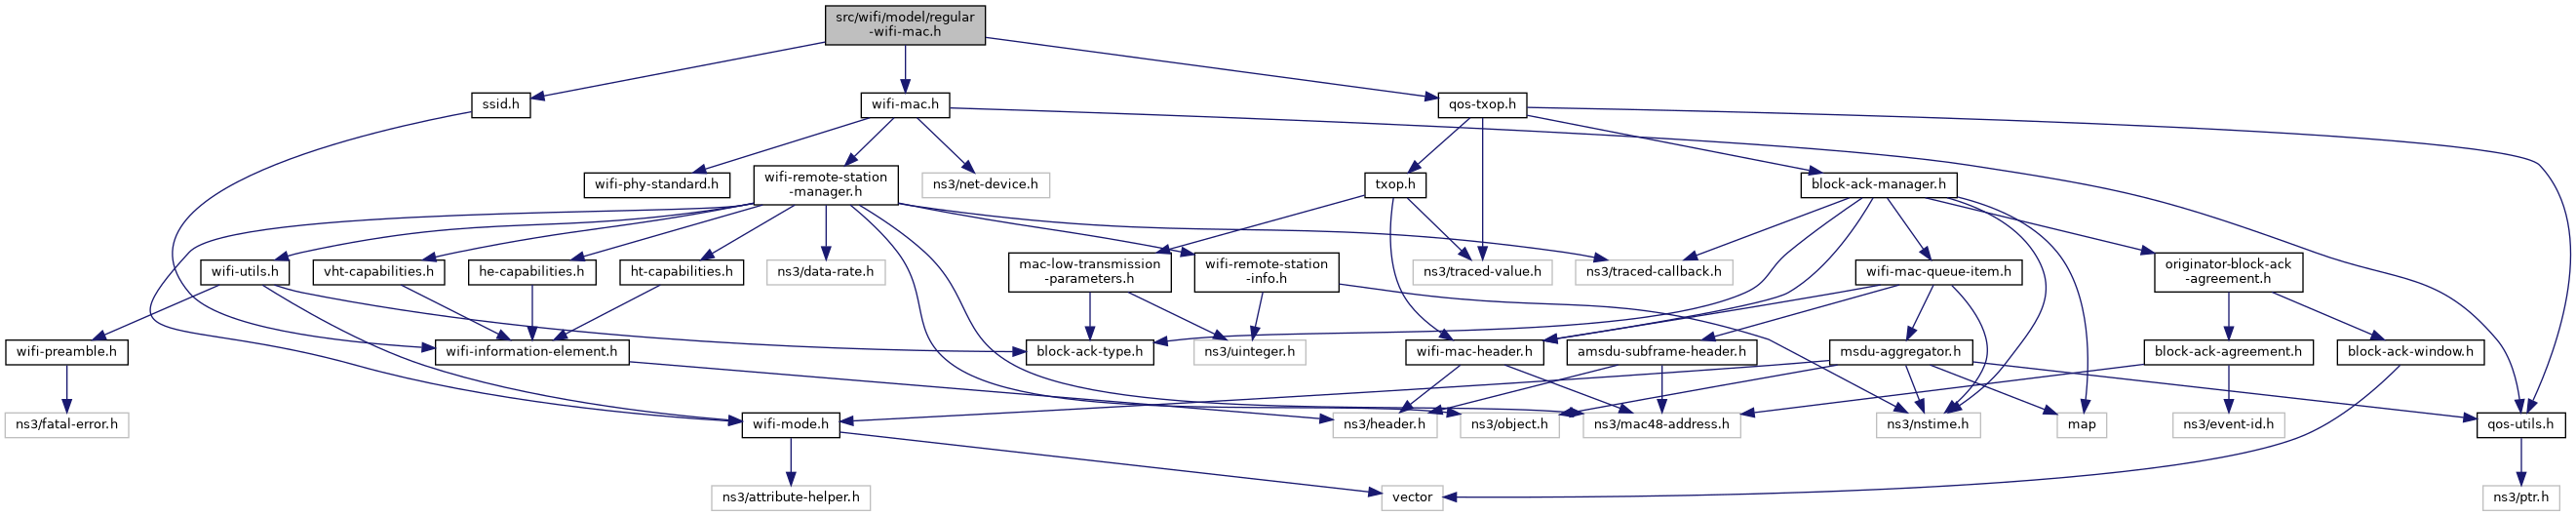 src/wifi/model/regular
-wifi-mac.h
ssid.h
wifi-mac.h
qos-txop.h
wifi-phy-standard.h
wifi-remote-station
-manager.h
ns3/net-device.h
txop.h
block-ack-manager.h
wifi-utils.h
vht-capabilities.h
he-capabilities.h
ht-capabilities.h
ns3/data-rate.h
mac-low-transmission
-parameters.h
wifi-remote-station
-info.h
ns3/traced-value.h
ns3/traced-callback.h
wifi-mac-queue-item.h
originator-block-ack
-agreement.h
wifi-preamble.h
wifi-information-element.h
block-ack-type.h
ns3/uinteger.h
wifi-mac-header.h
amsdu-subframe-header.h
msdu-aggregator.h
block-ack-agreement.h
block-ack-window.h
ns3/fatal-error.h
wifi-mode.h
ns3/header.h
ns3/object.h
ns3/mac48-address.h
ns3/nstime.h
map
ns3/event-id.h
qos-utils.h
ns3/attribute-helper.h
vector
ns3/ptr.h